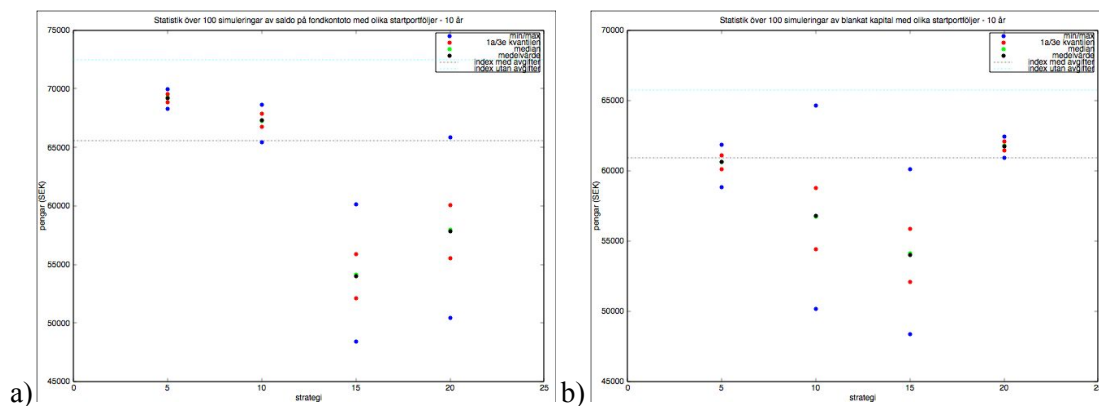 Statistik över 100 simuleringar av saldo på fondkontoto med olika startportföljer - 10 år
75000
70000
65000
60000
55000
50000
45000
0
5
10
15
20
25
pengar (SEK)
strategi
min/max
1a/3e kvantilen
median
medelvärde
index med avgifter
index utan avgifter
a)
Statistik över 100 simuleringar av blankat kapital med olika startportföljer - 10 år
70000
65000
60000
55000
50000
45000
0
5
10
15
20
25
pengar (SEK)
strategi
min/max
1a/3e kvantilen
median
medelvärde
index med avgifter
index utan avgifter
b)